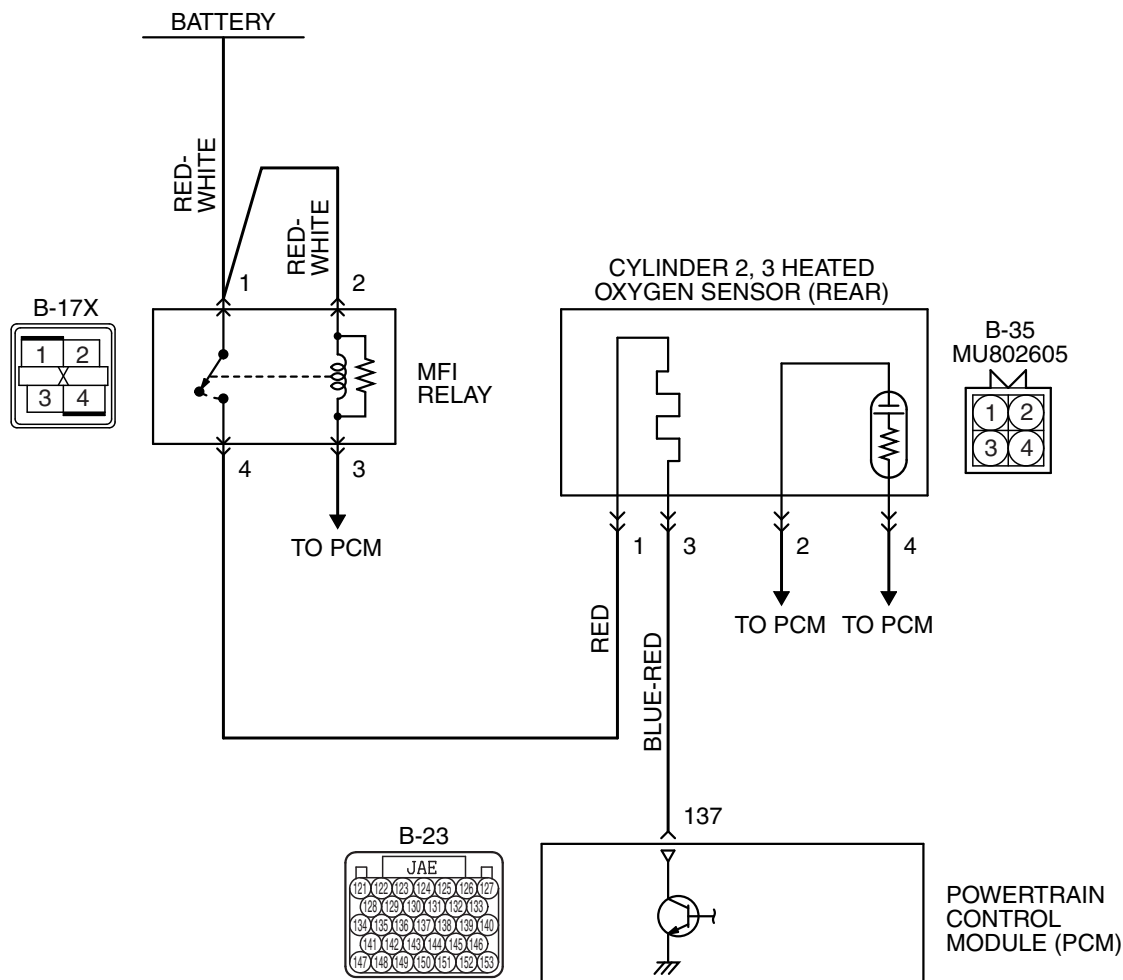 BATTERY
RED-
WHITE
RED-
WHITE
1
2
B-17X
1 2
3 4
MFI
RELAY
4
3
TO PCM
CYLINDER 2, 3 HEATED
OXYGEN SENSOR (REAR)
B-35
MU802605
1 2
3 4
1
3
2
4
TO PCM
TO PCM
RED
BLUE-RED
137
B-23
JAE
121 122 123 124 125 126 127
128 129 130 131 132 133
134 135 136 137 138 139 140
141 142 143 144 145 146
147 148 149 150 151 152 153
POWERTRAIN
CONTROL
MODULE (PCM)